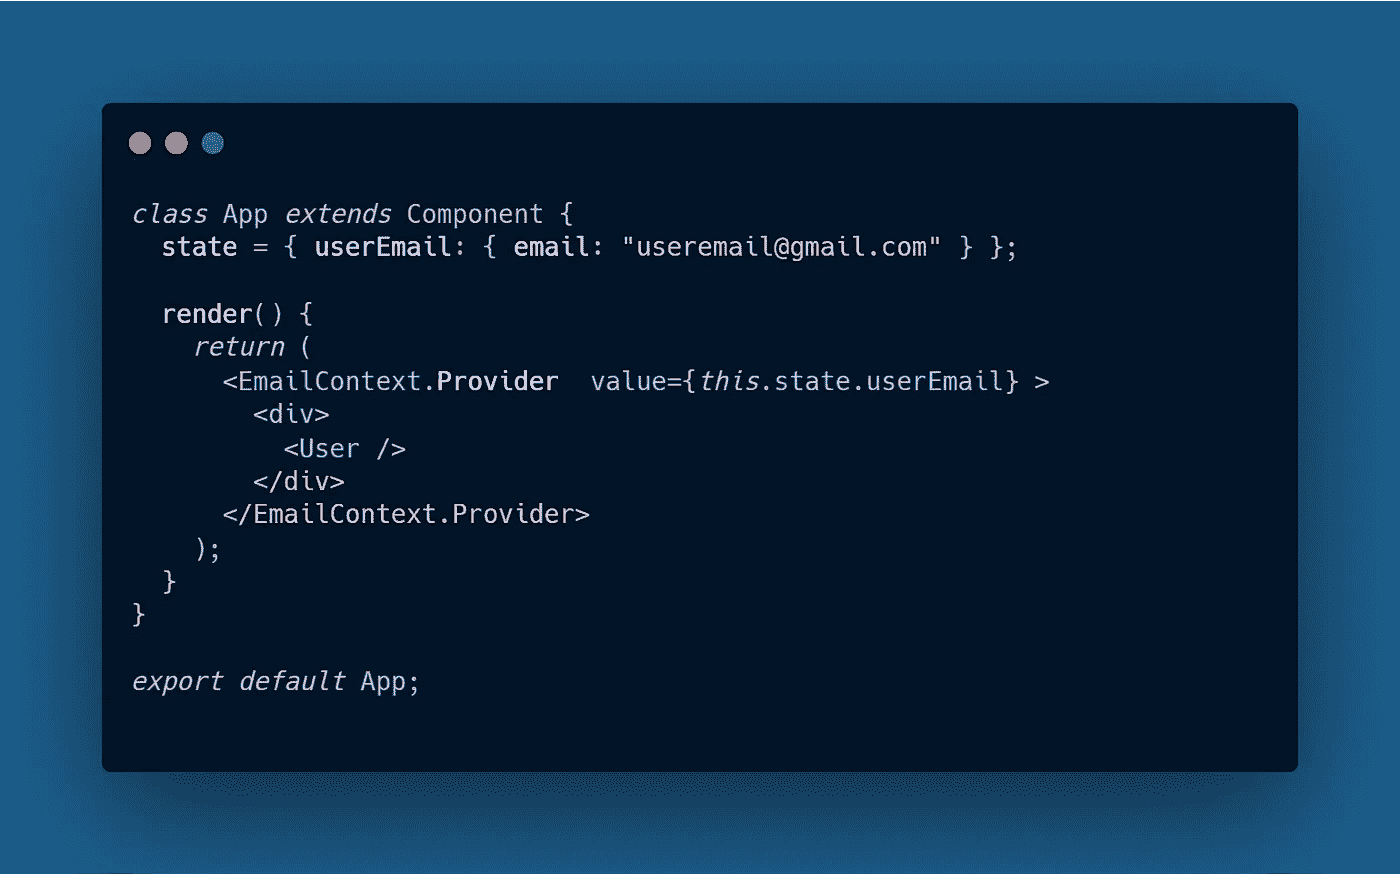 class App extends Component {
  state = { userEmail: { email: "useremail@gmail.com" } };
  render() {
    return (
      <EmailContext.Provider  value={this.state.userEmail} >
        <div>
          <User />
        </div>
      </EmailContext.Provider>
    );
  }
}
export default App;